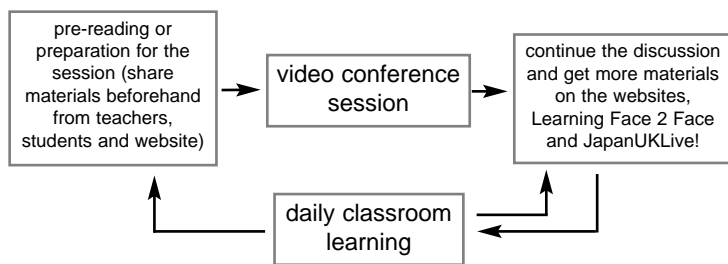 pre-reading or
preparation for the
session (share
materials beforehand
from teachers,
students and website)
video conference
session
continue the discussion
and get more materials
on the websites,
Learning Face 2 Face
and JapanUKLive!
daily classroom
learning